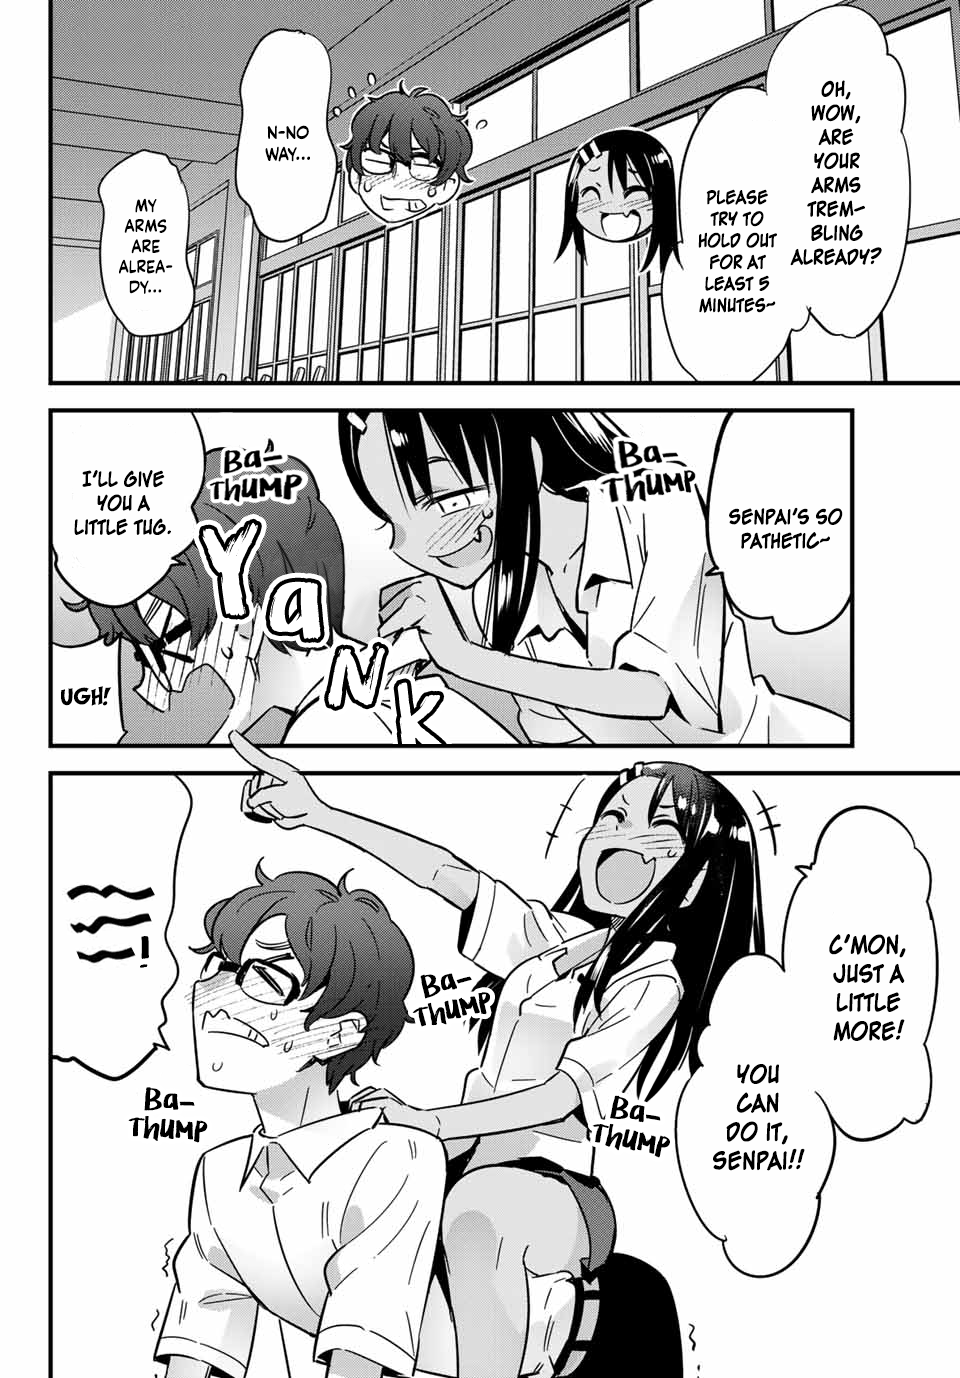 OH,
WOW,
ARE
YOUR
ARMS
TREM-
BLING
ALREADY?
PLEASE
TRY TO
HOLD OUT
FOR AT
LEAST 5
MINUTES~
N-NO
WAY...
MY
ARMS
ARE
ALREA-
DY...
SENPAI'S SO
PATHETIC~
BA-
THUMP
BA-
THUMP
I'LL GIVE
YOU A
LITTLE TUG.
YANK
UGH!
C'MON,
JUST A
LITTLE
MORE!
YOU
CAN
DO IT,
SENPAI!!
BA-
THUMP
BA-
THUMP
BA-
THUMP
!